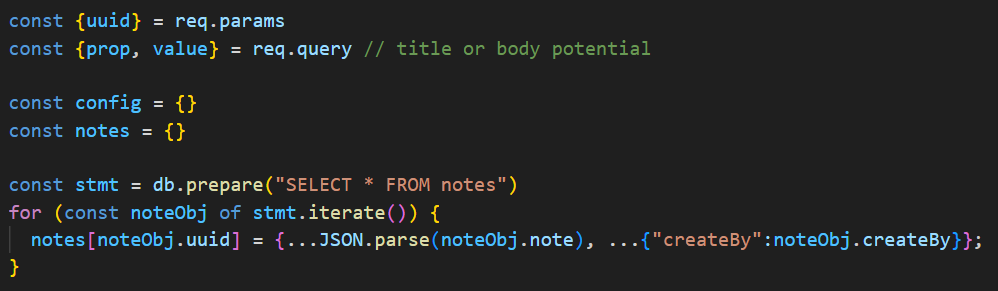 const {uuid} = req.params
const {prop, value} = req.query // title or body potential
const config = {}
const notes = {}
const stmt = db.prepare("SELECT * FROM notes")
for (const noteObj of stmt.iterate()) {
notes[noteObj.uuid] = {...JSON.parse(noteObj.note), ...{"createBy":noteObj.createBy}};
}